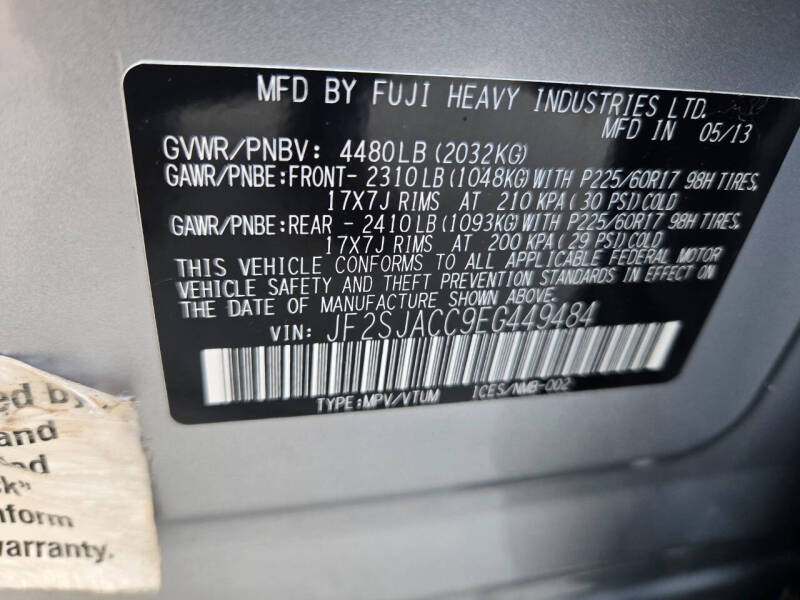 MFD BY FUJI HEAVY INDUSTRIES LTD.
MFD IN 05/13
GVWR/PNBV: 4480LB (2032KG)
GAWR/PNBE:FRONT- 2310 LB (1048KG) WITH P225/60R17 98H TIRES,
17X7J RIMS AT 210 KPA (30 PSI) COLD
GAWR/PNBE:REAR - 2410 LB (1093KG) WITH P225/60R17 98H TIRES,
17X7J RIMS AT 200 KPA (29 PSI) COLD
THIS VEHICLE CONFORMS TO ALL APPLICABLE FEDERAL MOTOR
VEHICLE SAFETY AND THEFT PREVENTION STANDARDS IN EFFECT ON
THE DATE OF MANUFACTURE SHOWN ABOVE.
VIN: JF2SJACC9EG449484
TYPE:MPV/VTUM ICES/NMB-002
ed by
and
k"
nform
warranty.